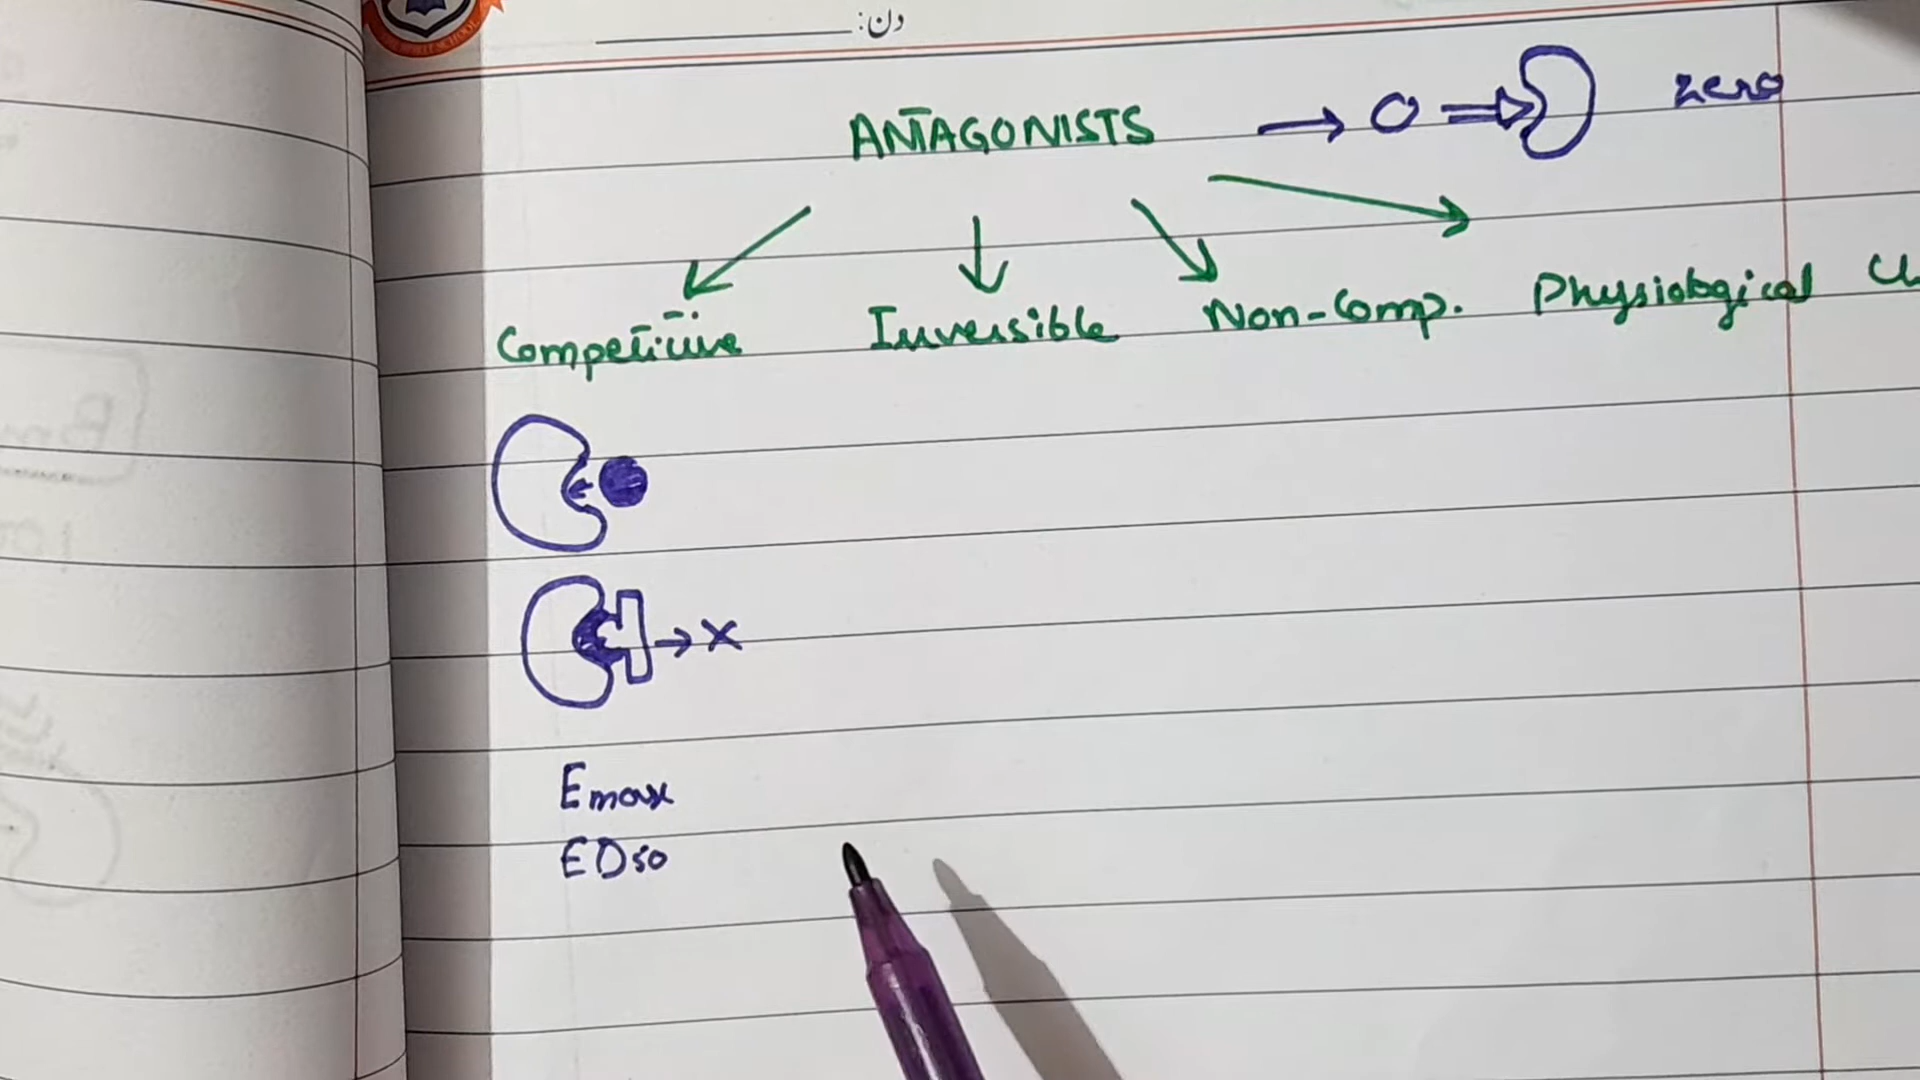 دن:
ANTAGONISTS → O ⇒ zero
Competitive Irreversible Non-Comp. Physiological
→ X
Emax
ED50